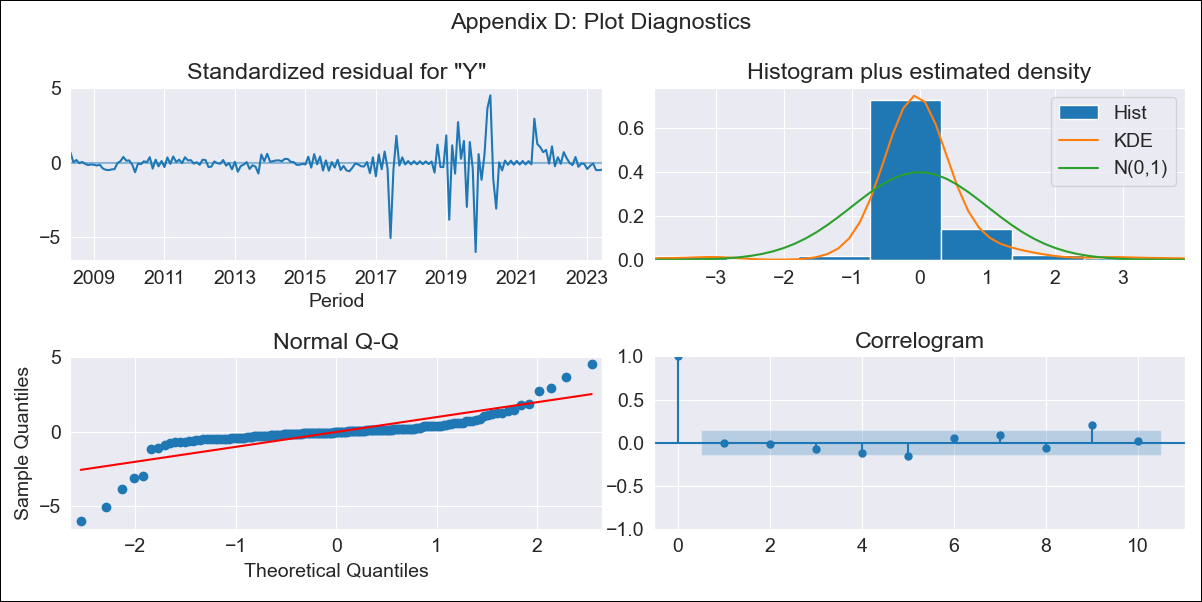 Appendix D: Plot Diagnostics
Standardized residual for "Y"
5
0
−5
2009 2011 2013 2015 2017 2019 2021 2023
Period
Histogram plus estimated density
Hist
KDE
N(0,1)
0.6
0.4
0.2
0.0
−3 −2 −1 0 1 2 3
Normal Q-Q
Sample Quantiles
5
0
−5
−2 −1 0 1 2
Theoretical Quantiles
Correlogram
1.0
0.5
0.0
−0.5
−1.0
0 2 4 6 8 10